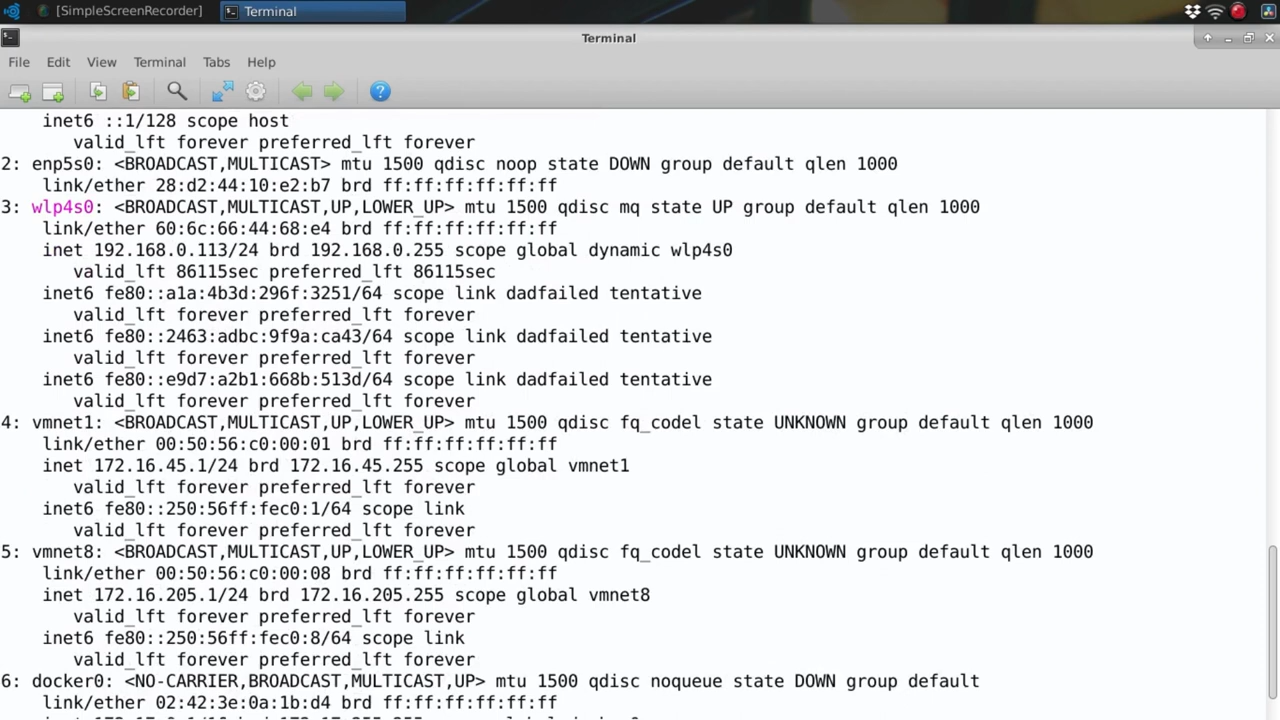 [SimpleScreenRecorder]
Terminal
Terminal
File Edit View Terminal Tabs Help
inet6 ::1/128 scope host
valid_lft forever preferred_lft forever
2: enp5s0: <BROADCAST,MULTICAST> mtu 1500 qdisc noop state DOWN group default qlen 1000
link/ether 28:d2:44:10:e2:b7 brd ff:ff:ff:ff:ff:ff
3: wlp4s0: <BROADCAST,MULTICAST,UP,LOWER_UP> mtu 1500 qdisc mq state UP group default qlen 1000
link/ether 60:6c:66:44:68:e4 brd ff:ff:ff:ff:ff:ff
inet 192.168.0.113/24 brd 192.168.0.255 scope global dynamic wlp4s0
valid_lft 86115sec preferred_lft 86115sec
inet6 fe80::a1a:4b3d:296f:3251/64 scope link dadfailed tentative
valid_lft forever preferred_lft forever
inet6 fe80::2463:adbc:9f9a:ca43/64 scope link dadfailed tentative
valid_lft forever preferred_lft forever
inet6 fe80::e9d7:a2b1:668b:513d/64 scope link dadfailed tentative
valid_lft forever preferred_lft forever
4: vmnet1: <BROADCAST,MULTICAST,UP,LOWER_UP> mtu 1500 qdisc fq_codel state UNKNOWN group default qlen 1000
link/ether 00:50:56:c0:00:01 brd ff:ff:ff:ff:ff:ff
inet 172.16.45.1/24 brd 172.16.45.255 scope global vmnet1
valid_lft forever preferred_lft forever
inet6 fe80::250:56ff:fec0:1/64 scope link
valid_lft forever preferred_lft forever
5: vmnet8: <BROADCAST,MULTICAST,UP,LOWER_UP> mtu 1500 qdisc fq_codel state UNKNOWN group default qlen 1000
link/ether 00:50:56:c0:00:08 brd ff:ff:ff:ff:ff:ff
inet 172.16.205.1/24 brd 172.16.205.255 scope global vmnet8
valid_lft forever preferred_lft forever
inet6 fe80::250:56ff:fec0:8/64 scope link
valid_lft forever preferred_lft forever
6: docker0: <NO-CARRIER,BROADCAST,MULTICAST,UP> mtu 1500 qdisc noqueue state DOWN group default
link/ether 02:42:3e:0a:1b:d4 brd ff:ff:ff:ff:ff:ff